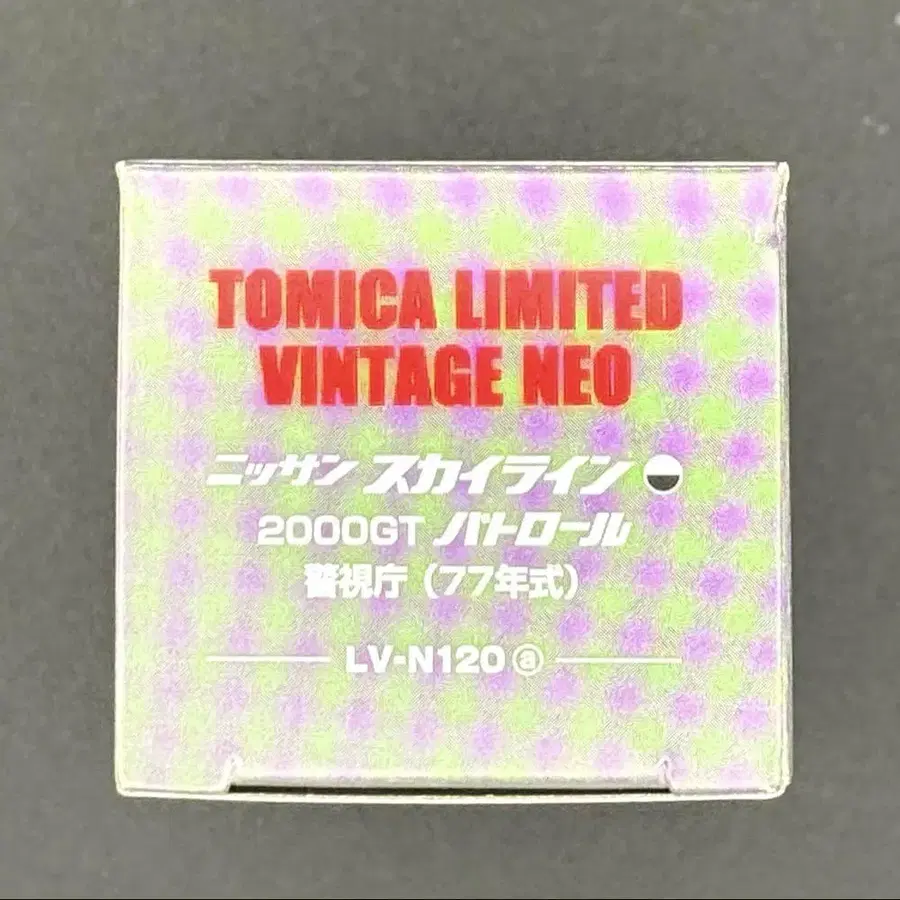 TOMICA LIMITED
VINTAGE NEO
ニッサン スカイライン
2000GT パトロール
警視庁（77年式）
LV-N120 ⓐ